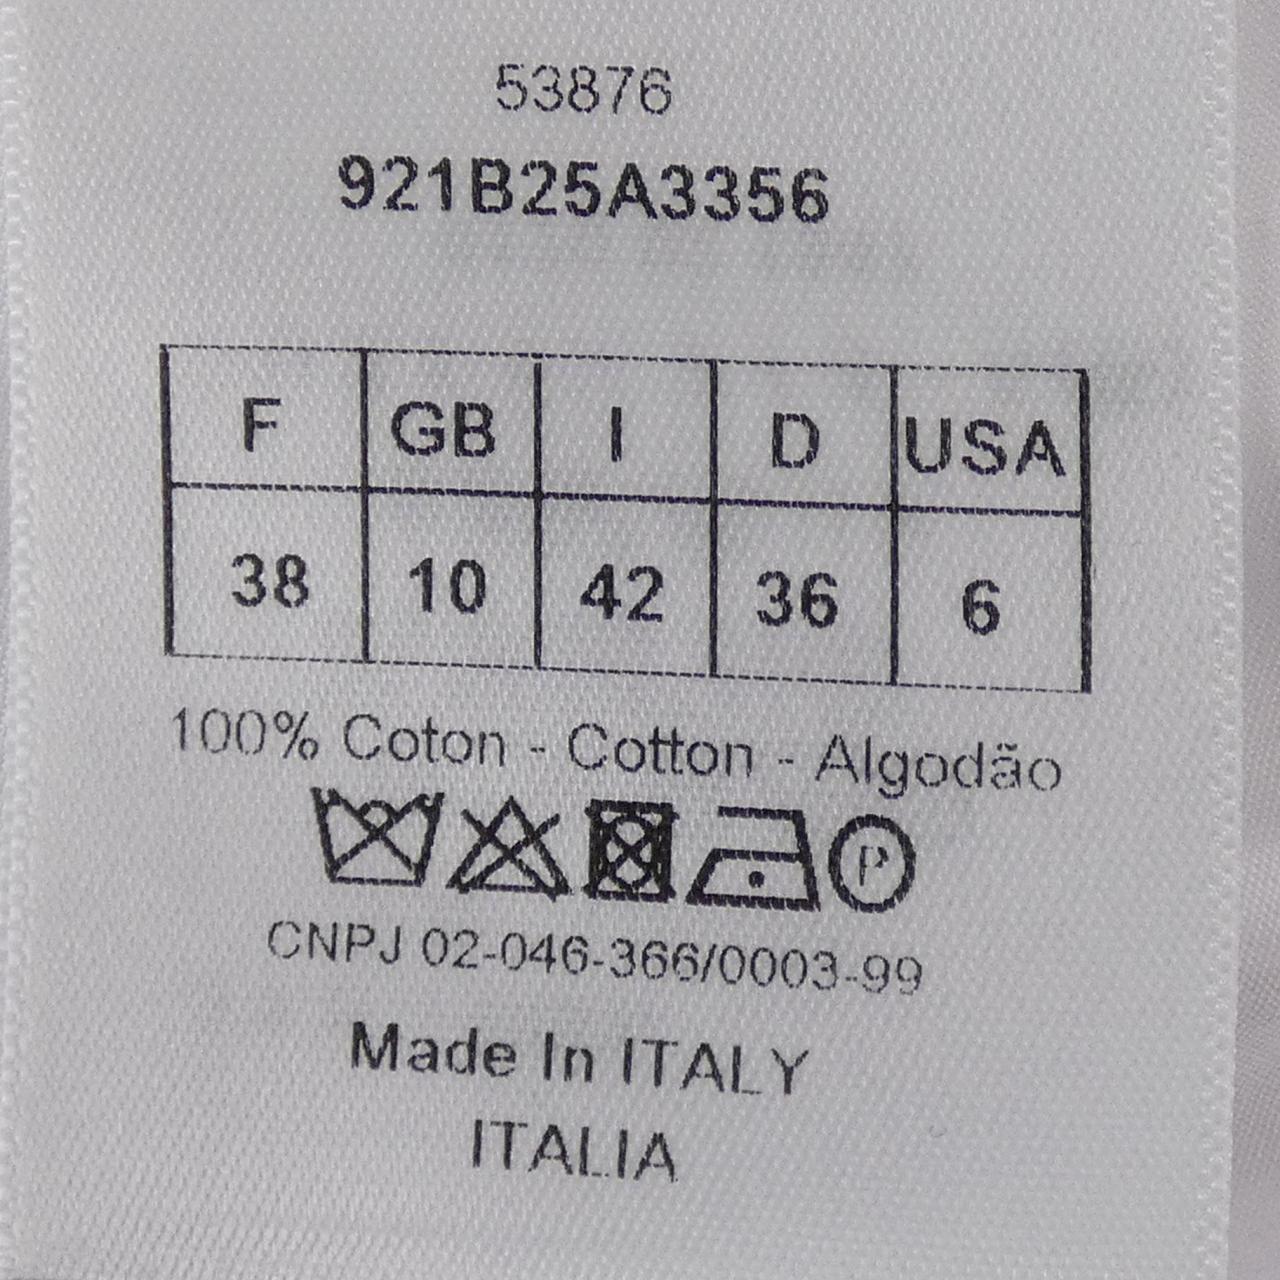 53876
921B25A3356
F GB I D USA
38 10 42 36 6
100% Coton - Cotton - Algodão
P
CNPJ 02-046-366/0003-99
Made In ITALY
ITALIA